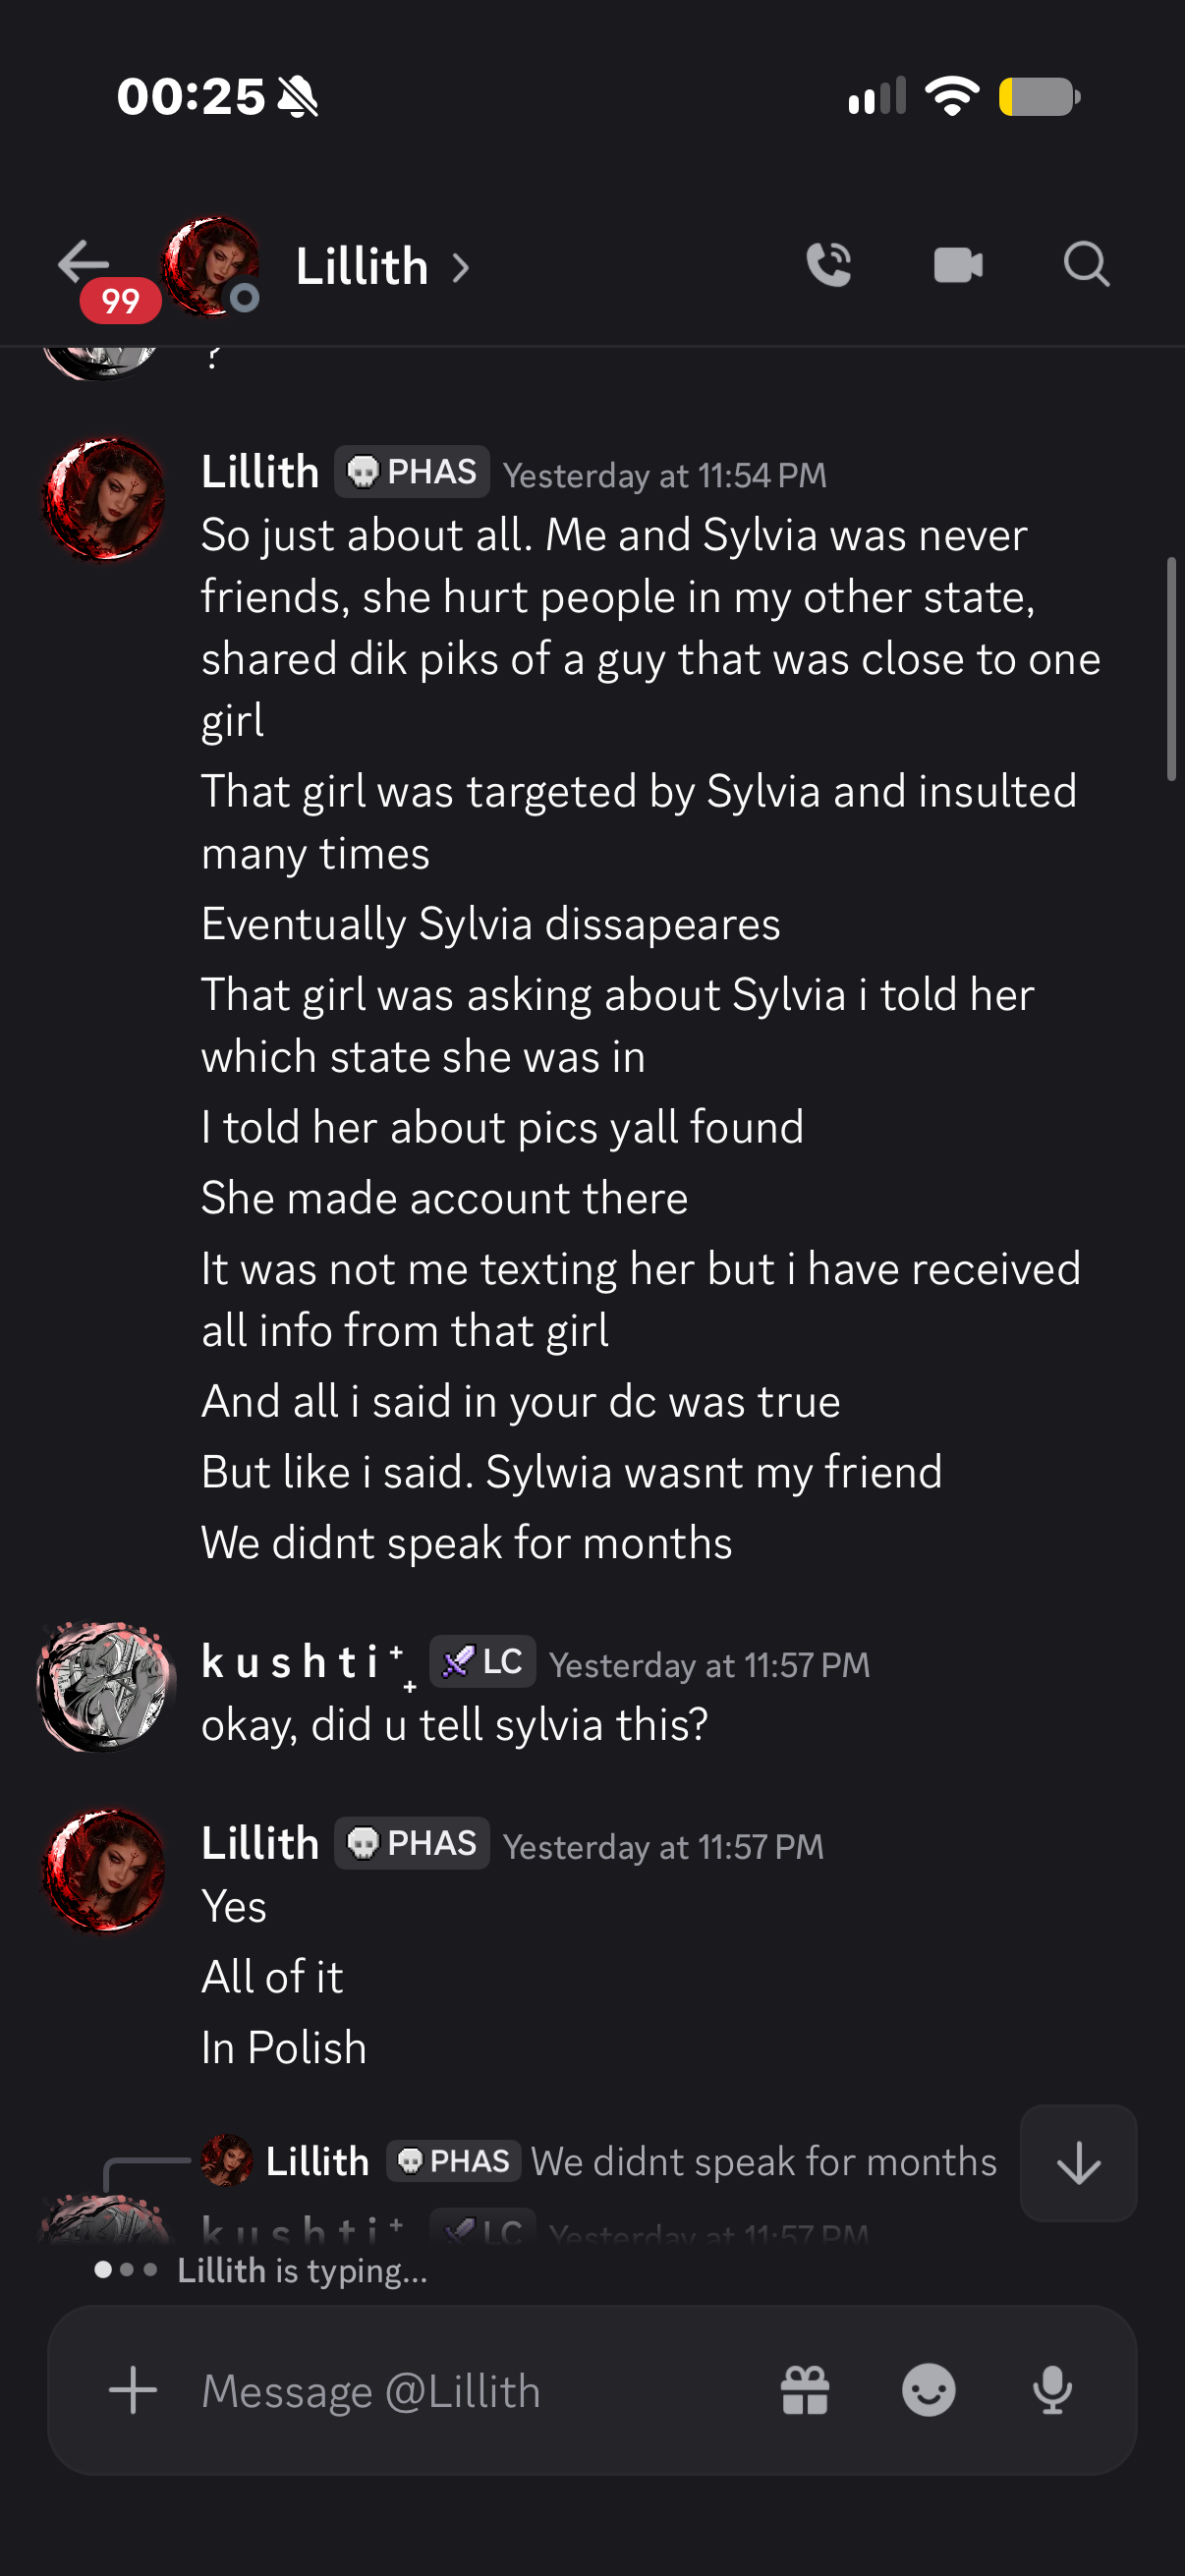 00:25
99
Lillith
?
Lillith PHAS Yesterday at 11:54 PM
So just about all. Me and Sylvia was never
friends, she hurt people in my other state,
shared dik piks of a guy that was close to one
girl
That girl was targeted by Sylvia and insulted
many times
Eventually Sylvia dissapeares
That girl was asking about Sylvia i told her
which state she was in
I told her about pics yall found
She made account there
It was not me texting her but i have received
all info from that girl
And all i said in your dc was true
But like i said. Sylwia wasnt my friend
We didnt speak for months
k u s h t i ⁺₊ LC Yesterday at 11:57 PM
okay, did u tell sylvia this?
Lillith PHAS Yesterday at 11:57 PM
Yes
All of it
In Polish
Lillith PHAS We didnt speak for months
k u s h t i ⁺ LC Yesterday at 11:57 PM
Lillith is typing...
Message @Lillith